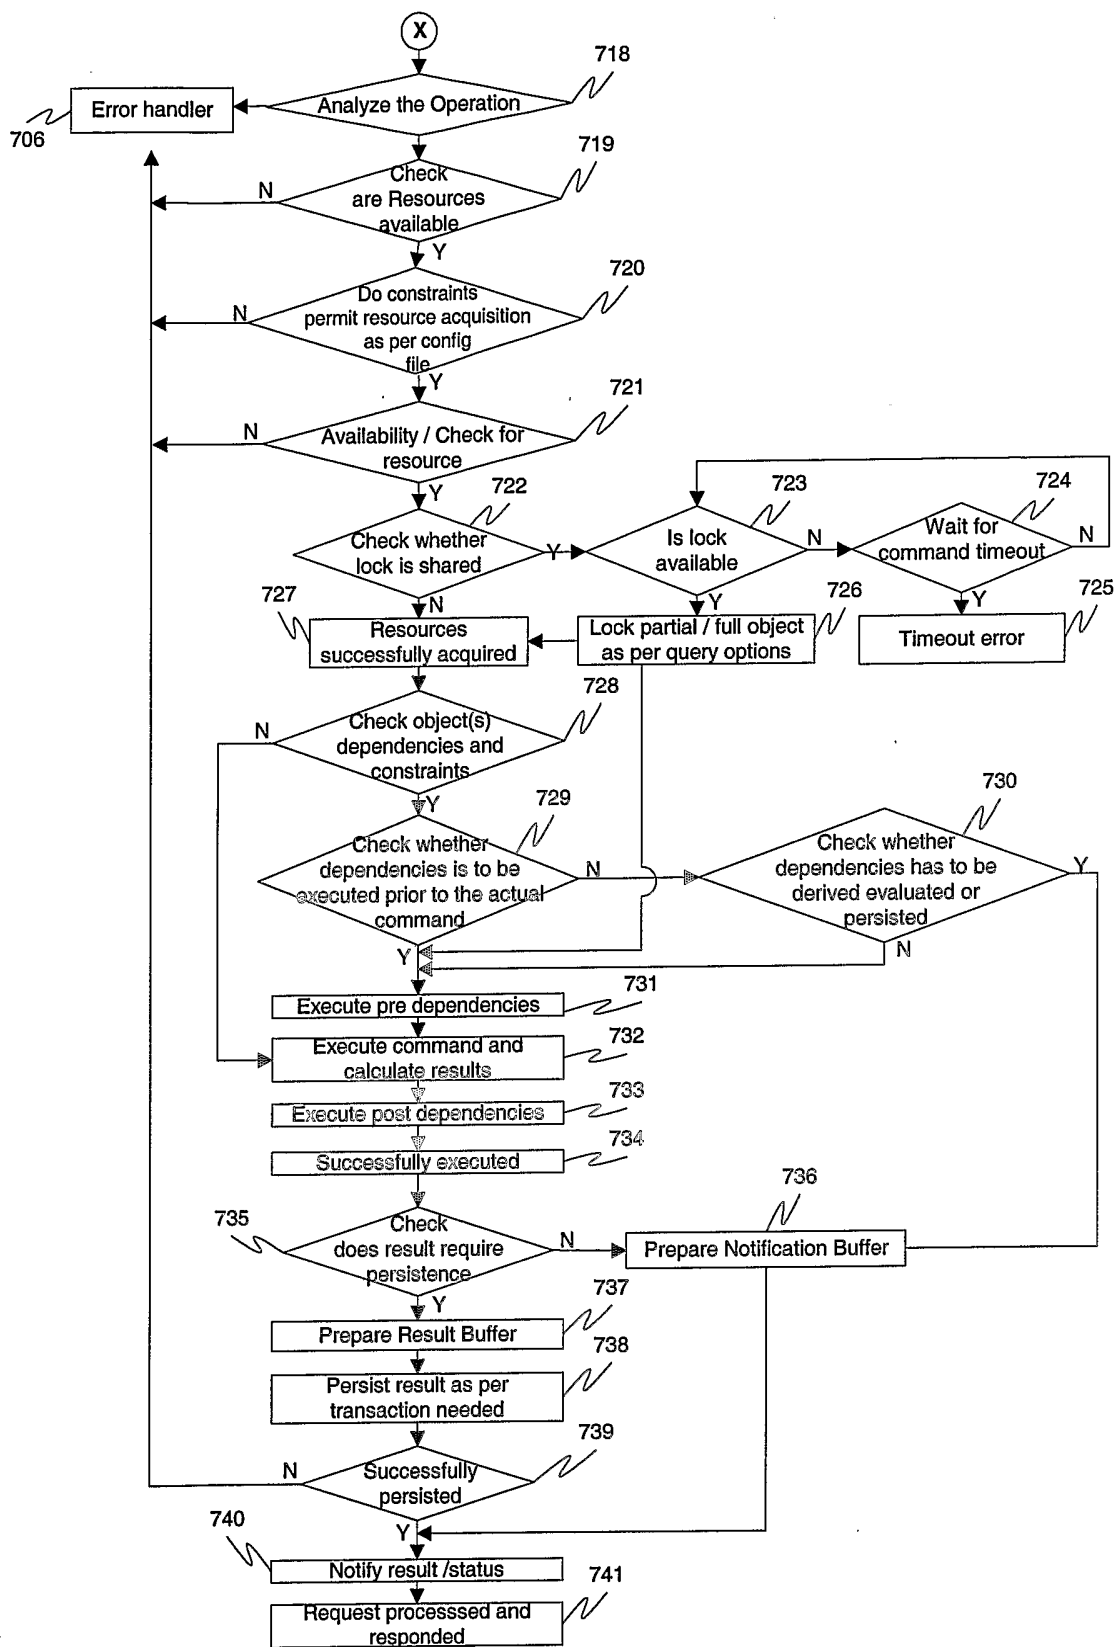 X
718
Analyze the Operation
Error handler
706
719
Check
are Resources
available
N
Y
720
Do constraints
permit resource acquisition
as per config
file
N
Y
721
Availability / Check for
resource
N
Y
722
Check whether
lock is shared
Y
N
723
Is lock
available
N
Y
724
Wait for
command timeout
N
Y
725
Timeout error
726
Lock partial / full object
as per query options
727
Resources
successfully acquired
728
Check object(s)
dependencies and
constraints
N
Y
729
Check whether
dependencies is to be
executed prior to the actual
command
N
Y
730
Check whether
dependencies has to be
derived evaluated or
persisted
Y
N
731
Execute pre dependencies
732
Execute command and
calculate results
733
Execute post dependencies
734
Successfully executed
735
Check
does result require
persistence
N
Y
736
Prepare Notification Buffer
737
Prepare Result Buffer
738
Persist result as per
transaction needed
739
Successfully
persisted
N
Y
740
Notify result /status
741
Request processsed and
responded